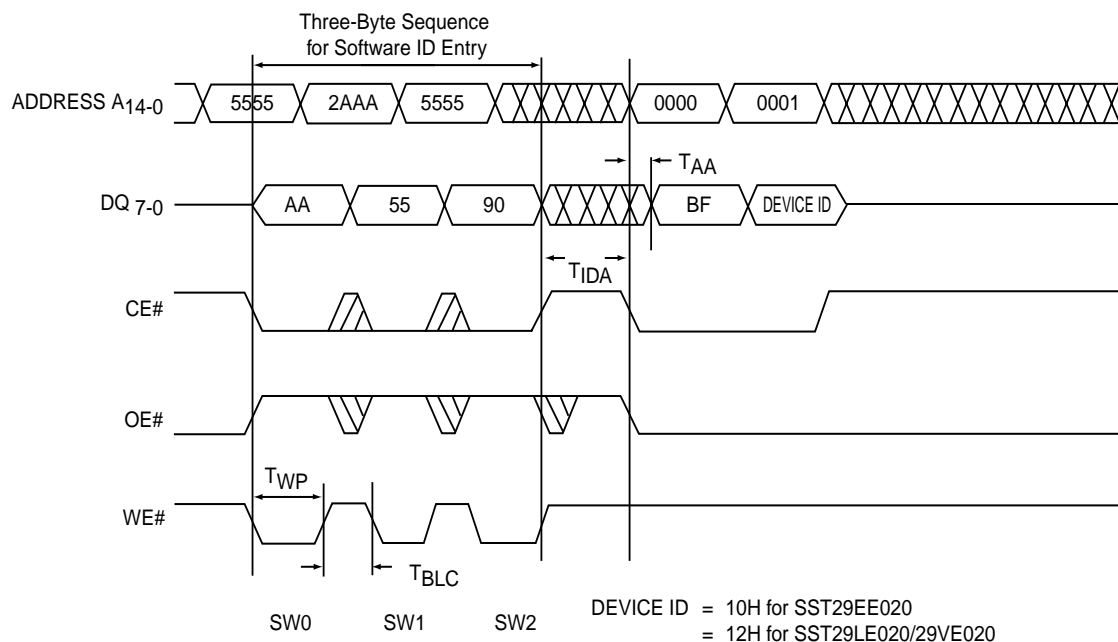 Three-Byte Sequence
for Software ID Entry
ADDRESS A14-0
5555 2AAA 5555 0000 0001
TAA
DQ 7-0
AA 55 90 BF DEVICE ID
TIDA
CE#
OE#
TWP
WE#
TBLC
SW0 SW1 SW2
DEVICE ID = 10H for SST29EE020
= 12H for SST29LE020/29VE020